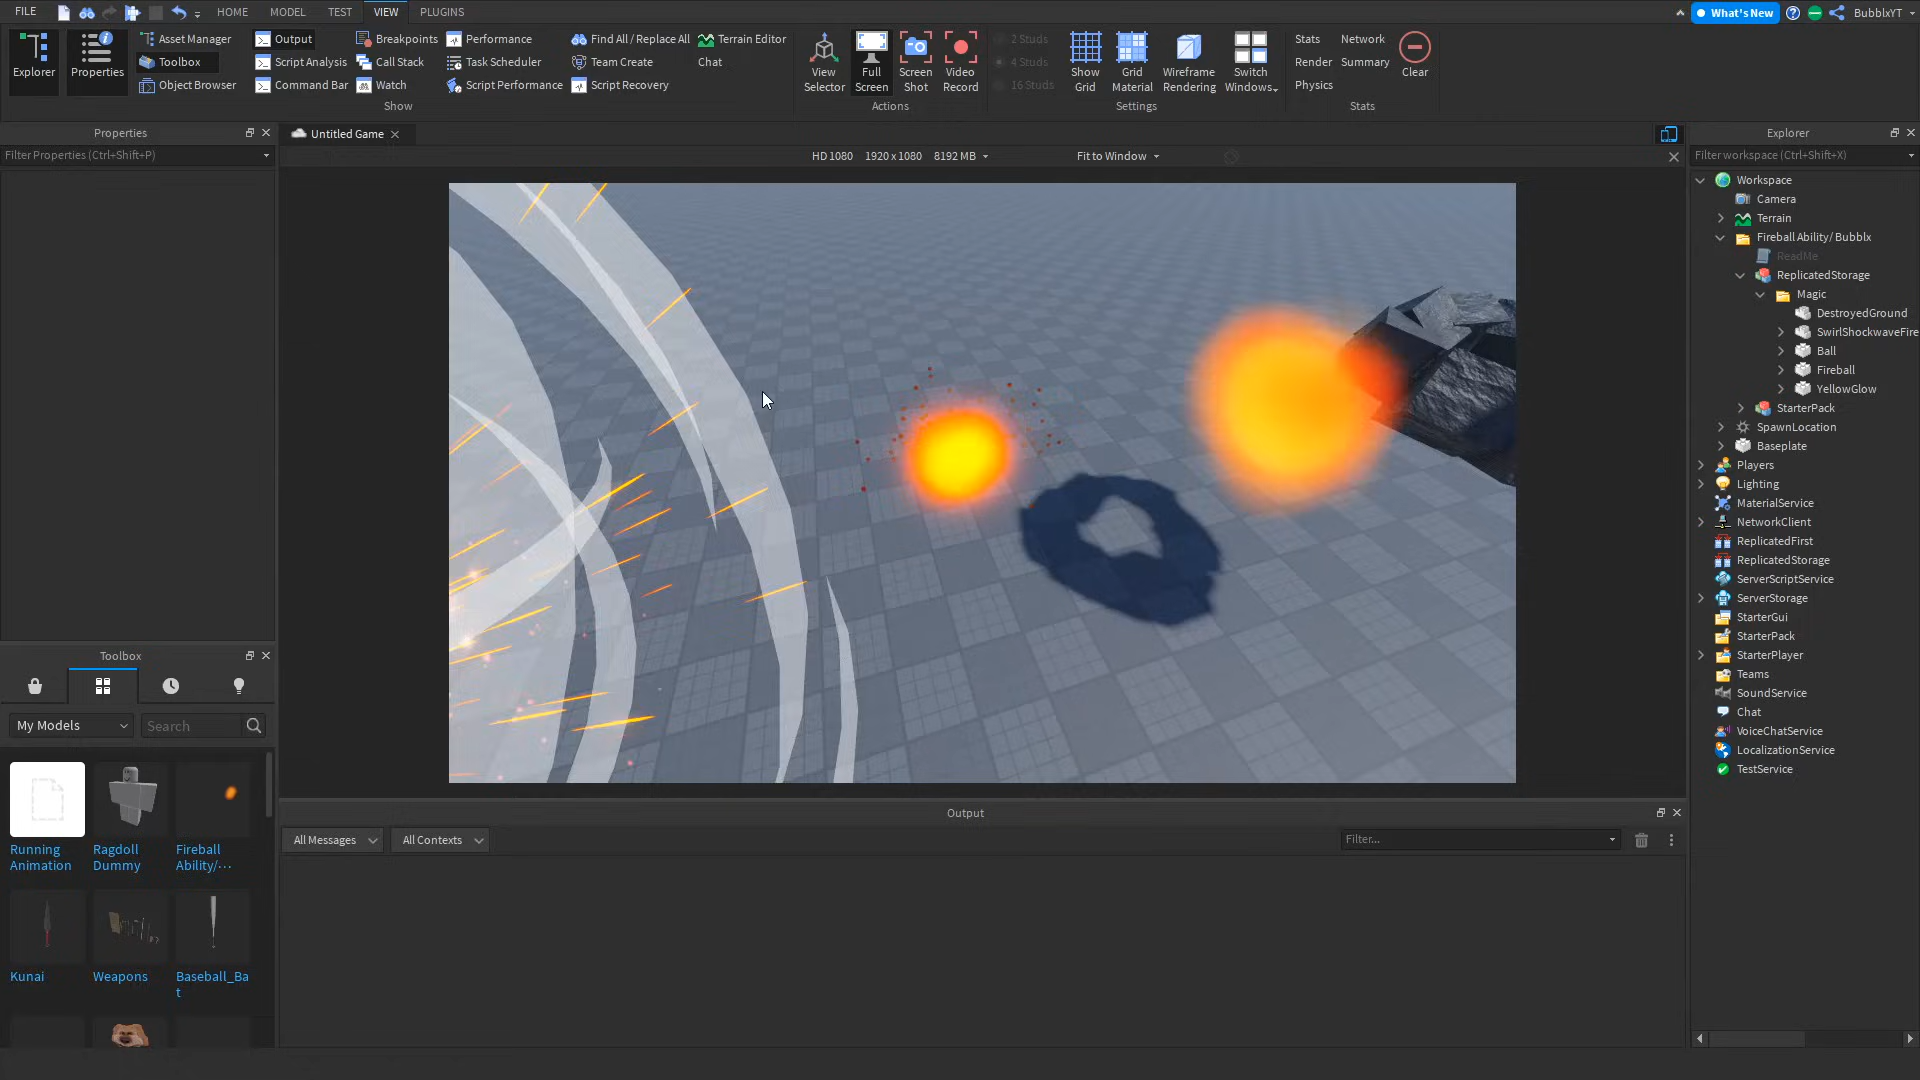 FILE
HOME
MODEL
TEST
VIEW
PLUGINS
What's New
BubblxYT
Explorer
Properties
Asset Manager
Toolbox
Object Browser
Output
Script Analysis
Command Bar
Breakpoints
Call Stack
Watch
Performance
Task Scheduler
Script Performance
Find All / Replace All
Team Create
Script Recovery
Terrain Editor
Chat
Show
View
Selector
Full
Screen
Screen
Shot
Video
Record
Actions
2 Studs
4 Studs
16 Studs
Show
Grid
Grid
Material
Wireframe
Rendering
Switch
Windows
Settings
Stats
Render
Physics
Network
Summary
Clear
Stats
Properties
Filter Properties (Ctrl+Shift+P)
Untitled Game
HD 1080 1920 x 1080 8192 MB
Fit to Window
Explorer
Filter workspace (Ctrl+Shift+X)
Workspace
Camera
Terrain
Fireball Ability/ Bubblx
ReadMe
ReplicatedStorage
Magic
DestroyedGround
SwirlShockwaveFire
Ball
Fireball
YellowGlow
StarterPack
SpawnLocation
Baseplate
Players
Lighting
MaterialService
NetworkClient
ReplicatedFirst
ReplicatedStorage
ServerScriptService
ServerStorage
StarterGui
StarterPack
StarterPlayer
Teams
SoundService
Chat
VoiceChatService
LocalizationService
TestService
Toolbox
My Models
Search
Running
Animation
Ragdoll
Dummy
Fireball
Ability/···
Kunai
Weapons
Baseball_Ba
t
Output
All Messages
All Contexts
Filter...